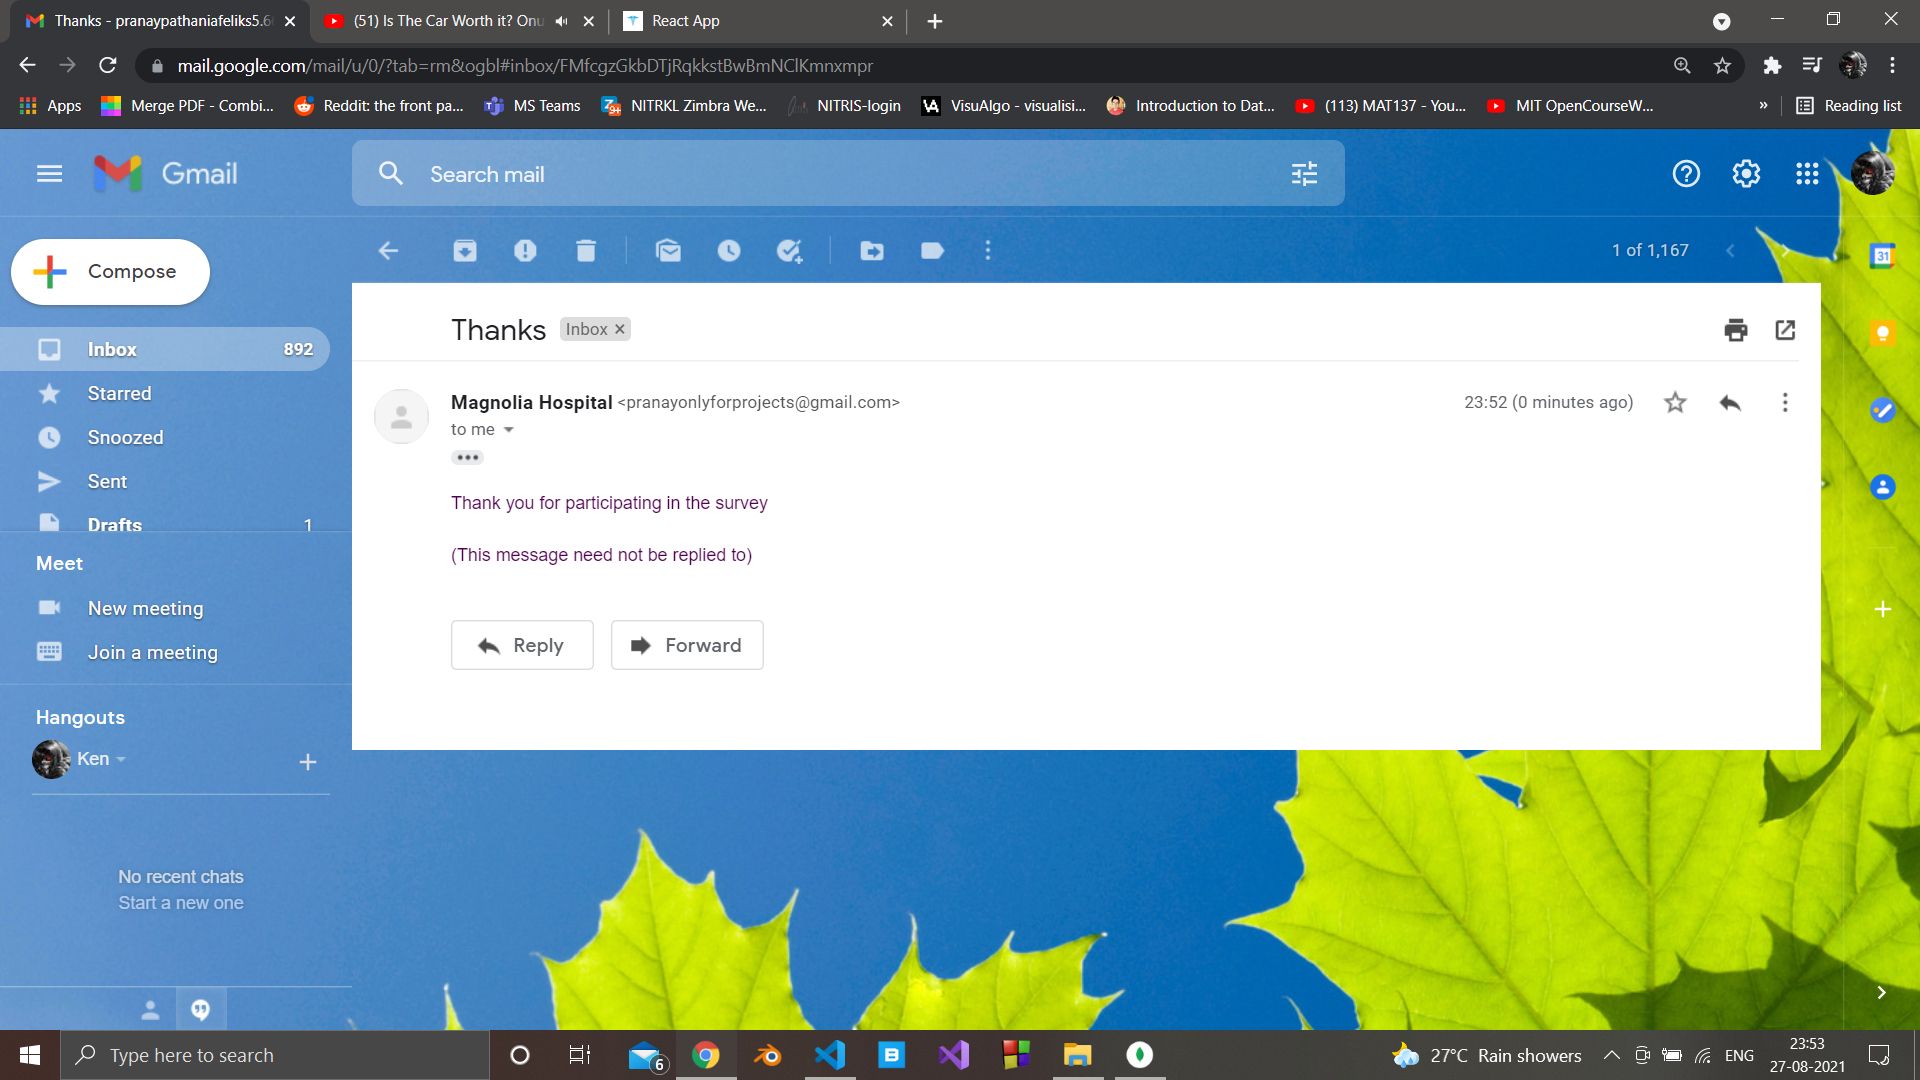 Thanks - pranaypathaniafeliks5.6
(51) Is The Car Worth it? Onu
React App
mail.google.com/mail/u/0/?tab=rm&ogbl#inbox/FMfcgzGkbDTjRqkkstBwBmNClKmnxmpr
Apps
Merge PDF - Combi...
Reddit: the front pa...
MS Teams
NITRKL Zimbra We...
NITRIS-login
VisuAlgo - visualisi...
Introduction to Dat...
(113) MAT137 - You...
MIT OpenCourseW...
»
Reading list
Gmail
Search mail
Compose
1 of 1,167
31
Inbox 892
Starred
Snoozed
Sent
Drafts 1
Meet
New meeting
Join a meeting
Hangouts
Ken
No recent chats
Start a new one
Thanks Inbox ×
Magnolia Hospital <pranayonlyforprojects@gmail.com> 23:52 (0 minutes ago)
to me
Thank you for participating in the survey
(This message need not be replied to)
Reply
Forward
Type here to search
6
27°C Rain showers
ENG
23:53
27-08-2021